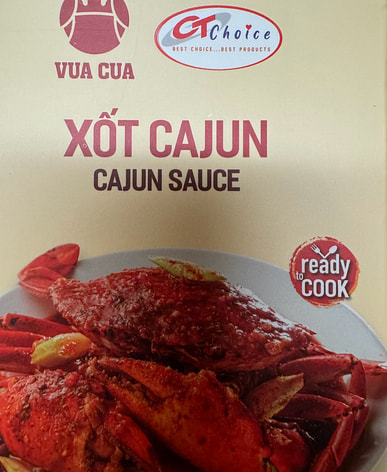 VUA CUA
CT Choice
BEST CHOICE...BEST PRODUCTS
XỐT CAJUN
CAJUN SAUCE
ready
to
COOK